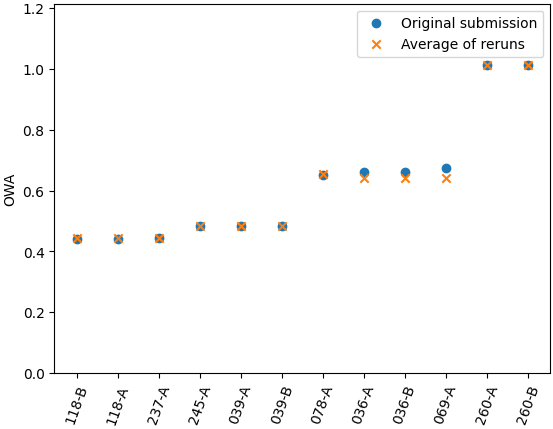 1.2
1.0
0.8
0.6
0.4
0.2
0.0
OWA
Original submission
Average of reruns
118-B
118-A
237-A
245-A
039-A
039-B
078-A
036-A
036-B
069-A
260-A
260-B